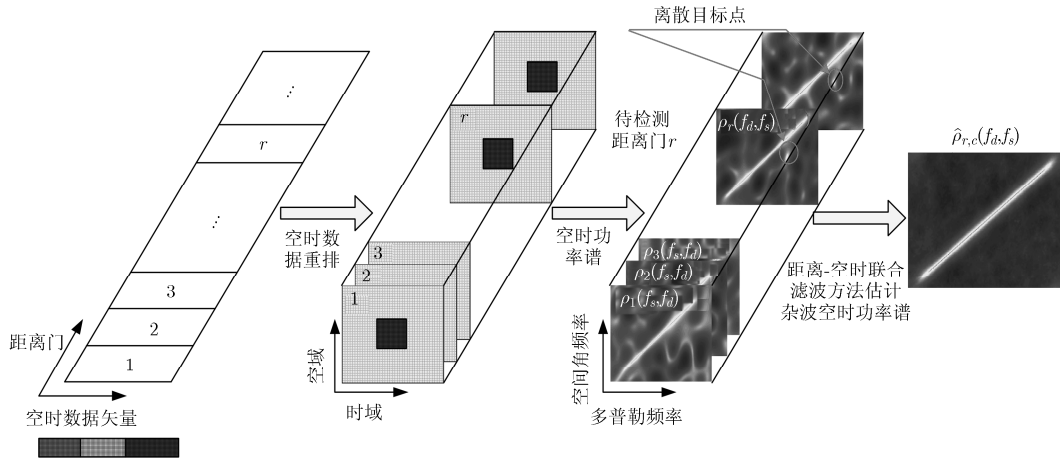 离散目标点
⋮
r
⋮
3
2
1
距离门
空时数据矢量
空时数
据重排
r
3
2
1
空域
时域
空时功
率谱
待检测
距离门r
ρr(fd,fs)
ρ3(fs,fd)
ρ2(fs,fd)
ρ1(fs,fd)
空间角频率
多普勒频率
距离-空时联合
滤波方法估计
杂波空时功率谱
ρ̂r,c(fd,fs)